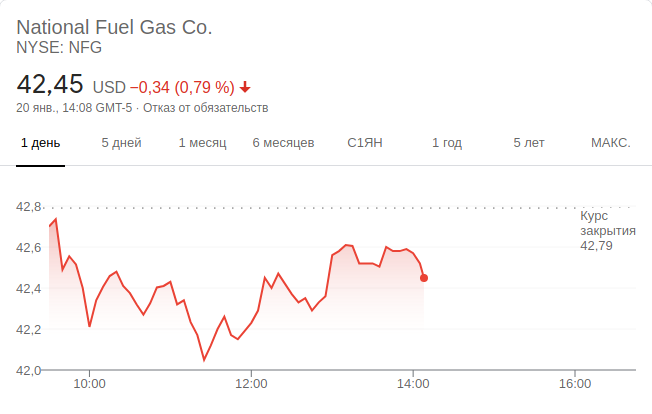 National Fuel Gas Co.
NYSE: NFG
42,45 USD −0,34 (0,79 %)
20 янв., 14:08 GMT-5 · Отказ от обязательств
1 день 5 дней 1 месяц 6 месяцев С1ЯН 1 год 5 лет МАКС.
42,8
Курс
закрытия
42,79
42,6
42,4
42,2
42,0
10:00 12:00 14:00 16:00